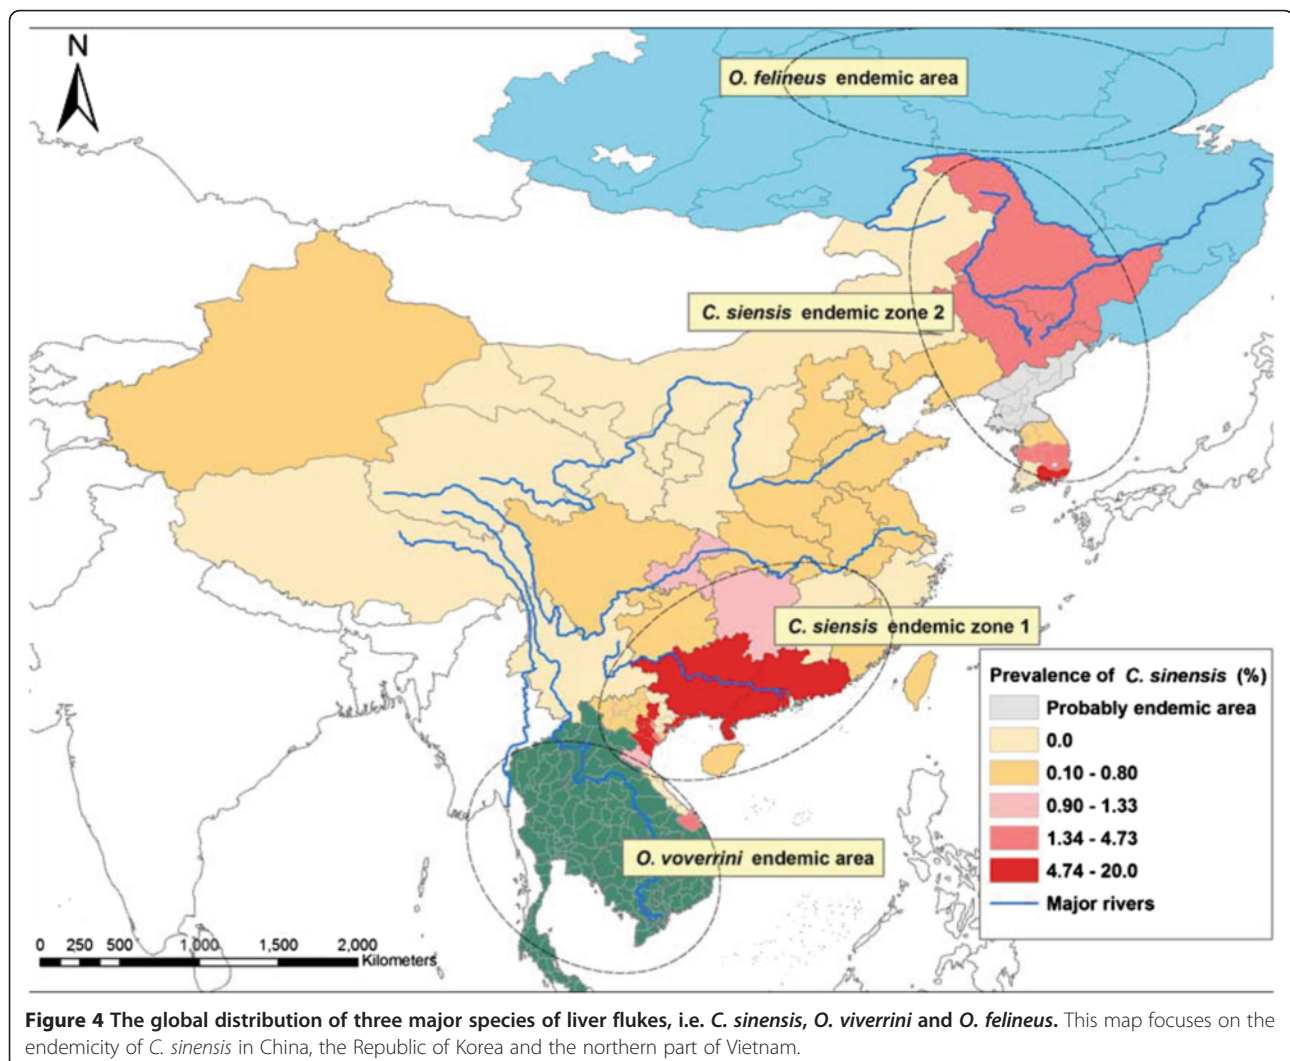 N
O. felineus endemic area
C. siensis endemic zone 2
C. siensis endemic zone 1
Prevalence of C. sinensis (%)
Probably endemic area
0.0
0.10 - 0.80
0.90 - 1.33
1.34 - 4.73
4.74 - 20.0
Major rivers
O. voverrini endemic area
0 250 500 1,000 1,500 2,000
Kilometers
Figure 4 The global distribution of three major species of liver flukes, i.e. C. sinensis, O. viverrini and O. felineus. This map focuses on the
endemicity of C. sinensis in China, the Republic of Korea and the northern part of Vietnam.